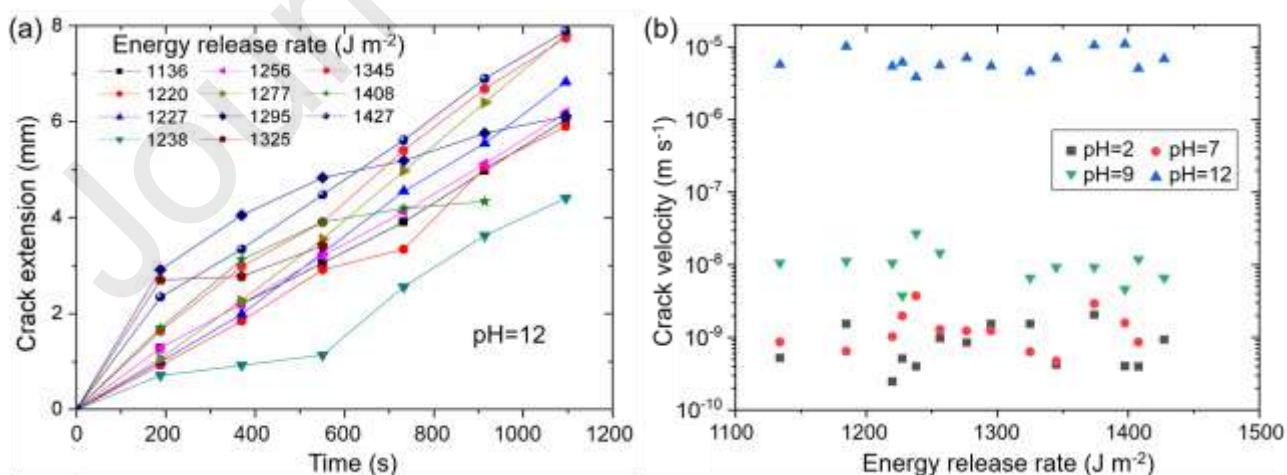 (a)
Energy release rate (J m⁻²)
1136 1256 1345
1220 1277 1408
1227 1295 1427
1238 1325
pH=12
Crack extension (mm)
8
6
4
2
0
0 200 400 600 800 1000 1200
Time (s)
Jour
(b)
pH=2 pH=7
pH=9 pH=12
Crack velocity (m s⁻¹)
10⁻⁵
10⁻⁶
10⁻⁷
10⁻⁸
10⁻⁹
10⁻¹⁰
1100 1200 1300 1400 1500
Energy release rate (J m⁻²)